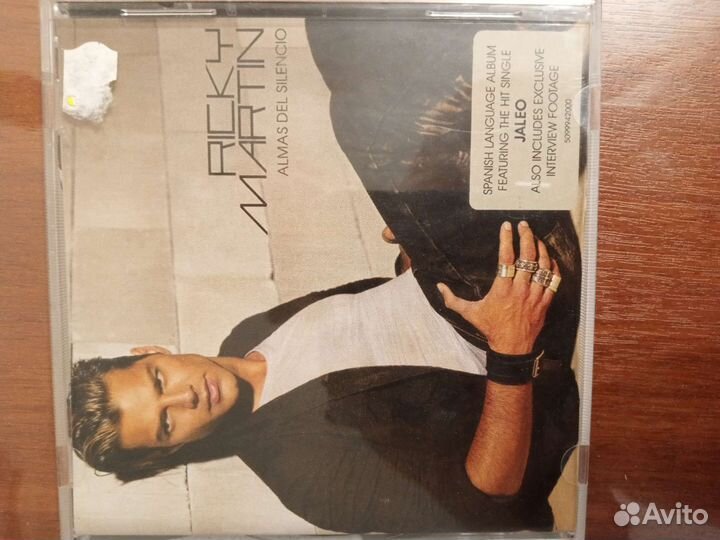 RICKY
MARTIN
ALMAS DEL SILENCIO
SPANISH LANGUAGE ALBUM
FEATURING THE HIT SINGLE
JALEO
ALSO INCLUDES EXCLUSIVE
INTERVIEW FOOTAGE
5099942000
Avito